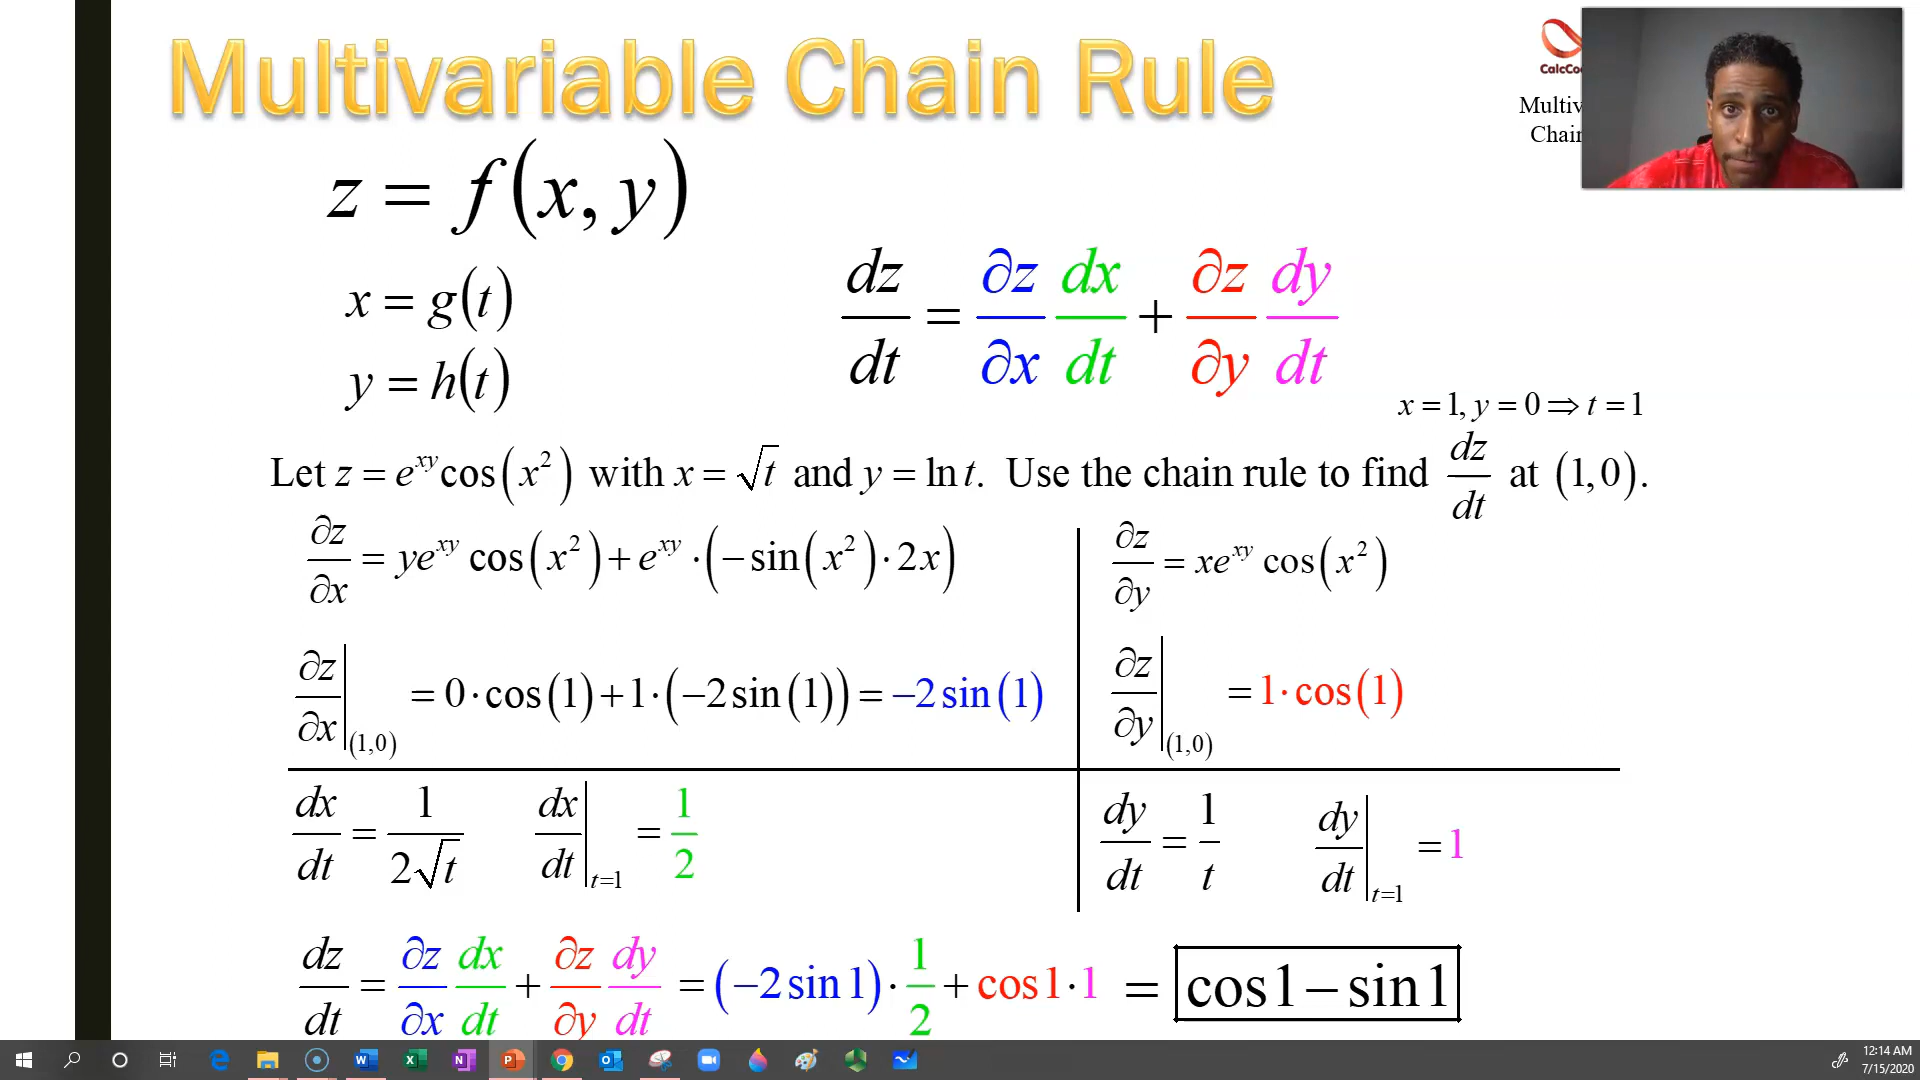 Multivariable Chain Rule
CalcCo
Multiv
Chain
z = f(x, y)
x = g(t)
y = h(t)
dz/dt = ∂z/∂x dx/dt + ∂z/∂y dy/dt
x = 1, y = 0 ⇒ t = 1
Let z = e^{xy} cos(x²) with x = √t and y = ln t. Use the chain rule to find dz/dt at (1,0).
∂z/∂x = ye^{xy} cos(x²) + e^{xy} · (−sin(x²) · 2x)
∂z/∂y = xe^{xy} cos(x²)
∂z/∂x |_(1,0) = 0 · cos(1) + 1 · (−2 sin(1)) = −2 sin(1)
∂z/∂y |_(1,0) = 1 · cos(1)
dx/dt = 1/(2√t) dx/dt |_{t=1} = 1/2
dy/dt = 1/t dy/dt |_{t=1} = 1
dz/dt = ∂z/∂x dx/dt + ∂z/∂y dy/dt = (−2 sin 1) · 1/2 + cos 1 · 1 = cos 1 − sin 1
12:14 AM
7/15/2020